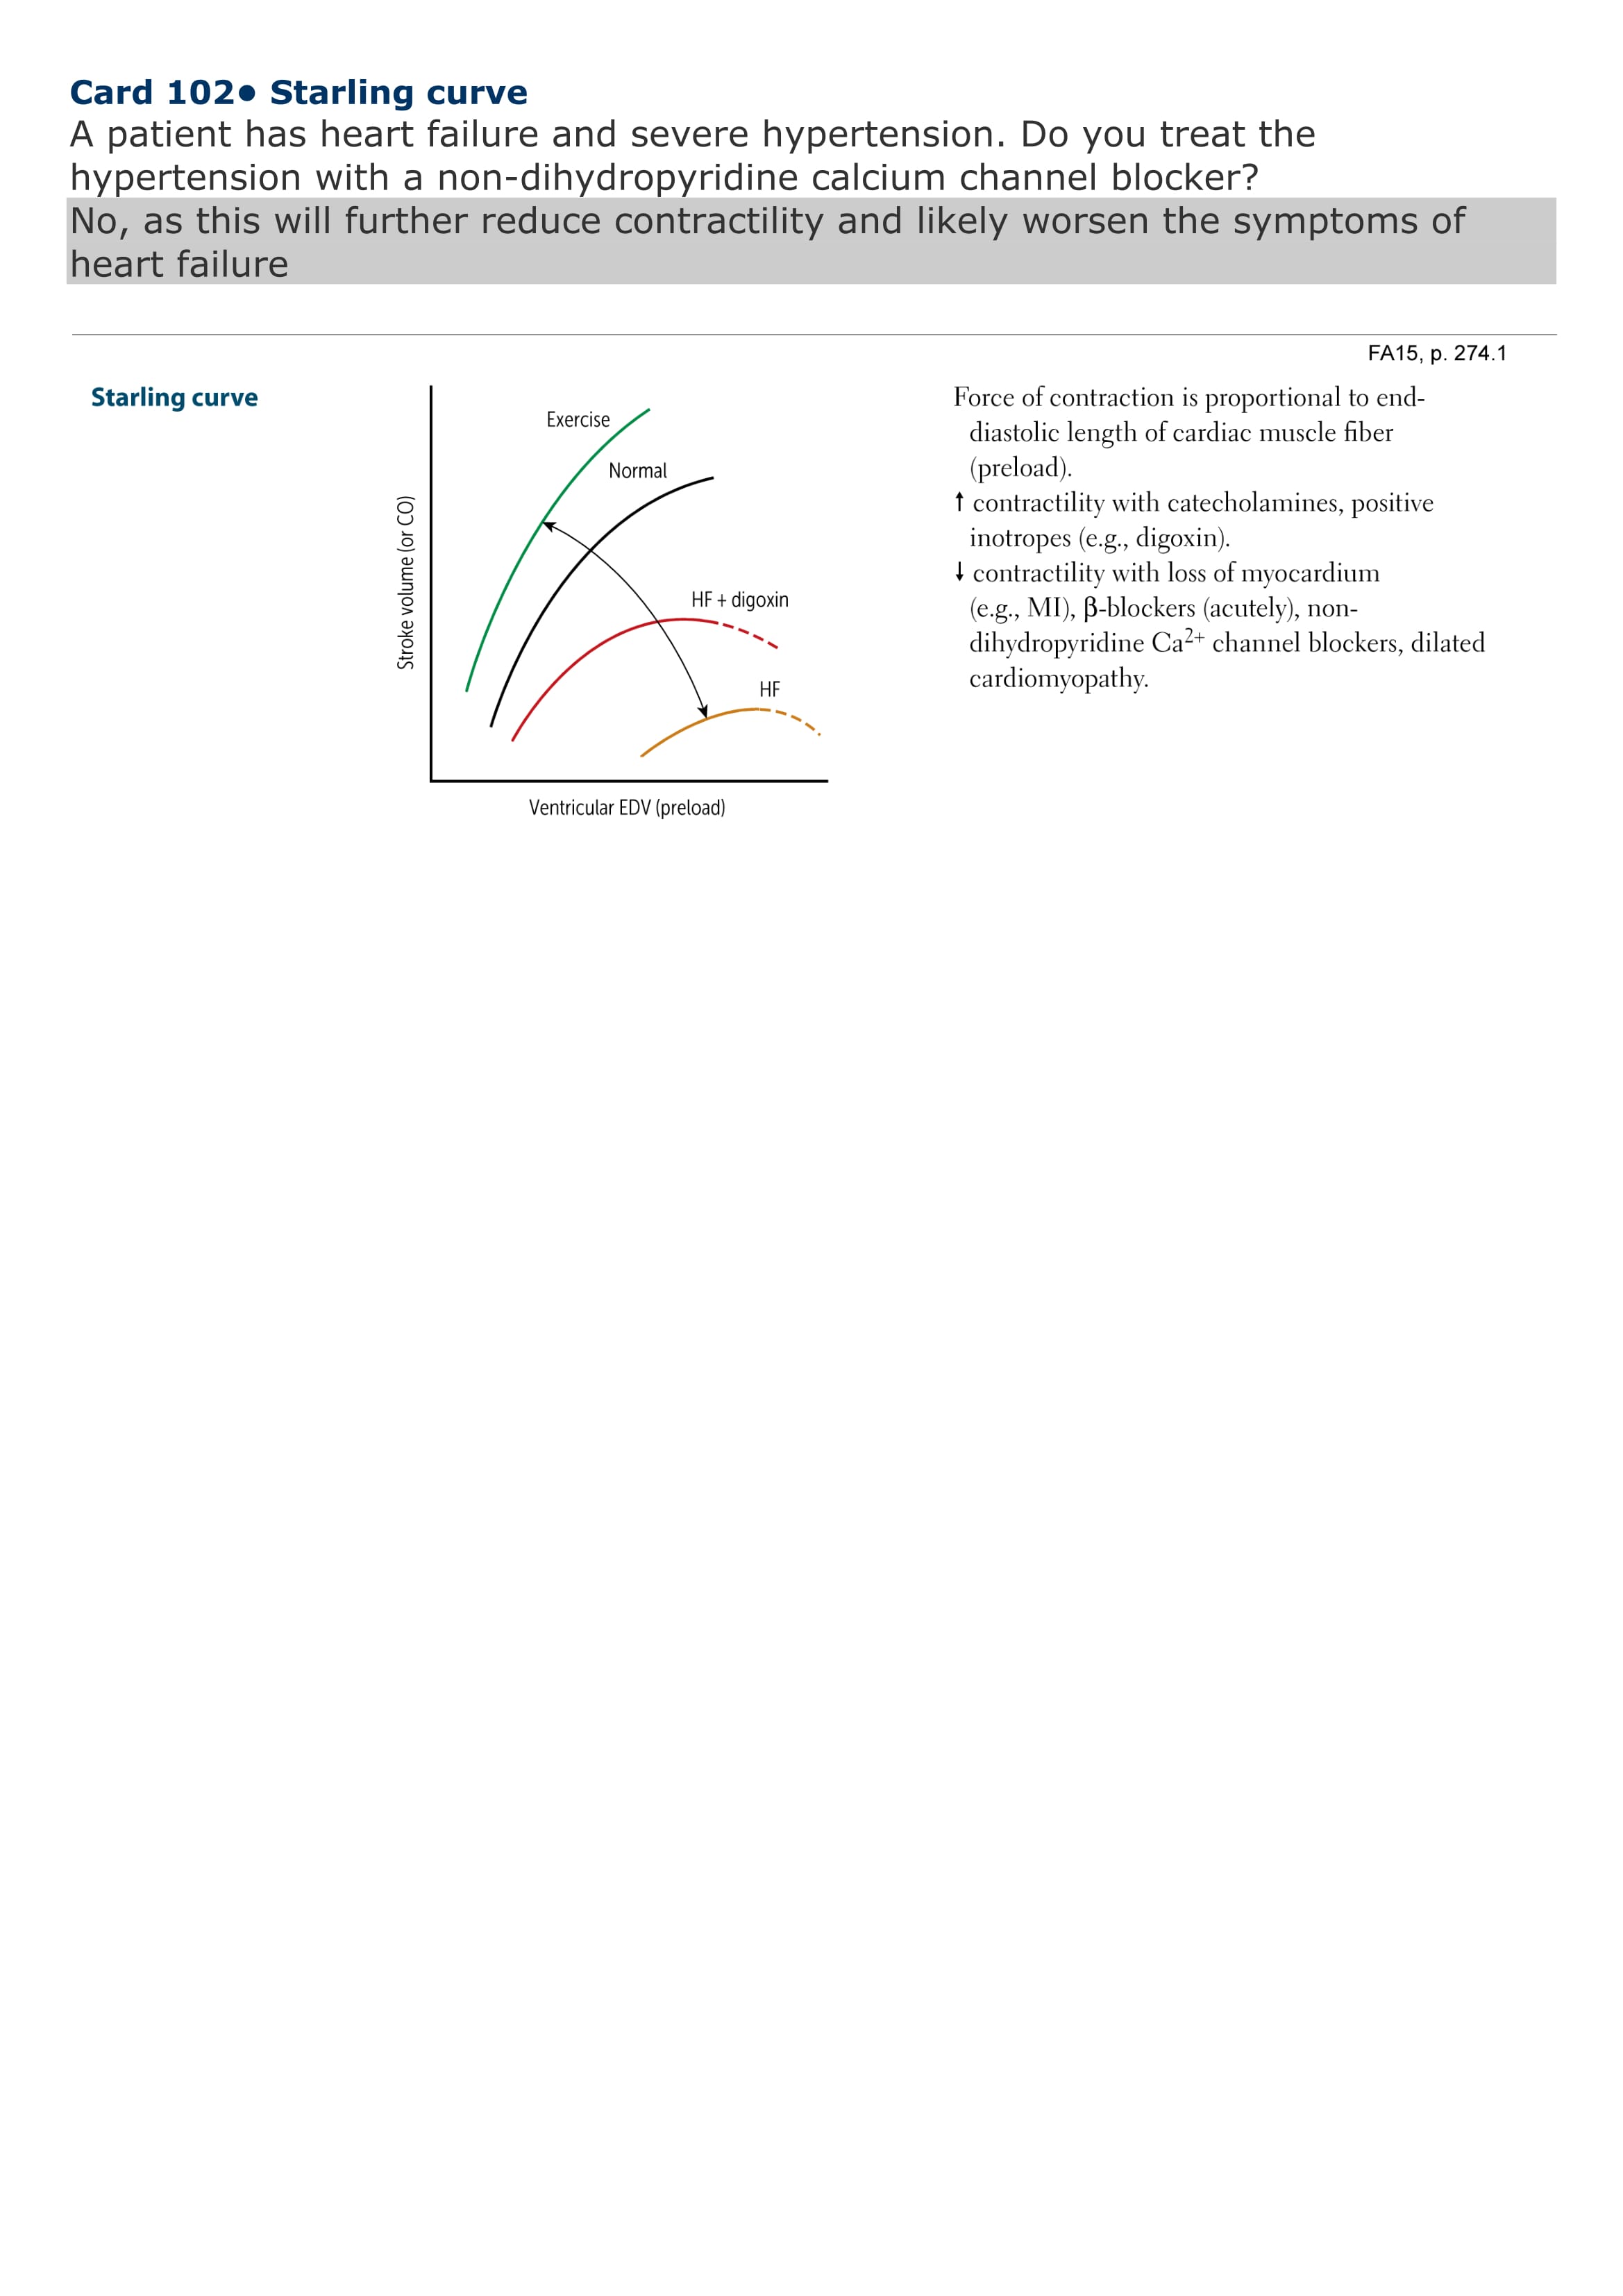 Card 102• Starling curve
A patient has heart failure and severe hypertension. Do you treat the
hypertension with a non-dihydropyridine calcium channel blocker?
No, as this will further reduce contractility and likely worsen the symptoms of
heart failure
FA15, p. 274.1
Starling curve
Exercise
Normal
HF + digoxin
HF
Stroke volume (or CO)
Ventricular EDV (preload)
Force of contraction is proportional to end-
diastolic length of cardiac muscle fiber
(preload).
↑ contractility with catecholamines, positive
inotropes (e.g., digoxin).
↓ contractility with loss of myocardium
(e.g., MI), β-blockers (acutely), non-
dihydropyridine Ca²⁺ channel blockers, dilated
cardiomyopathy.